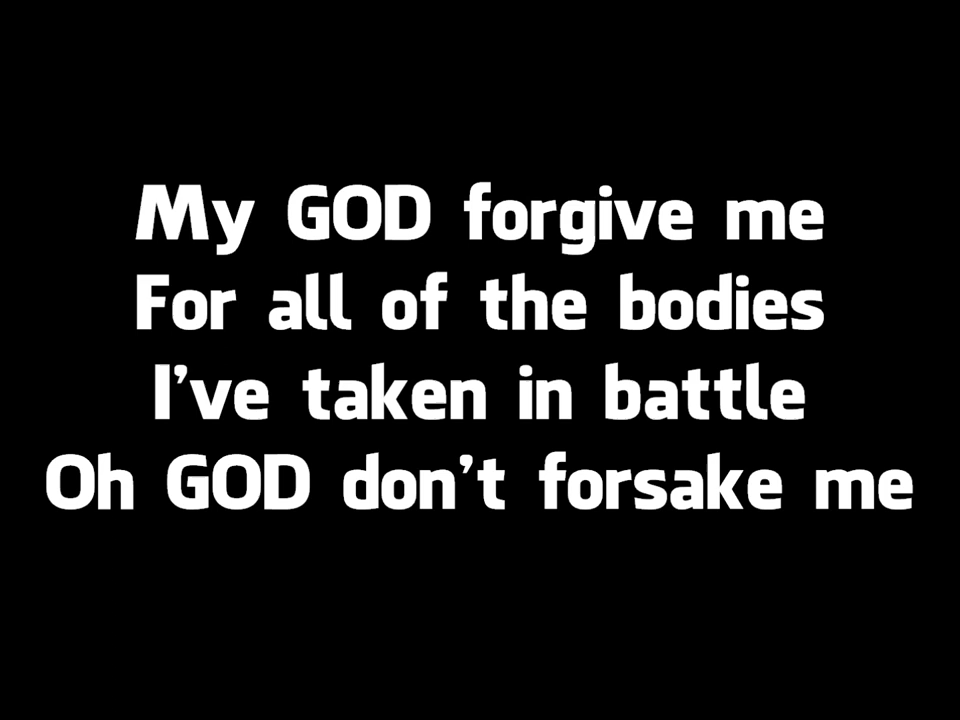 My GOD forgive me
For all of the bodies
I've taken in battle
Oh GOD don't forsake me